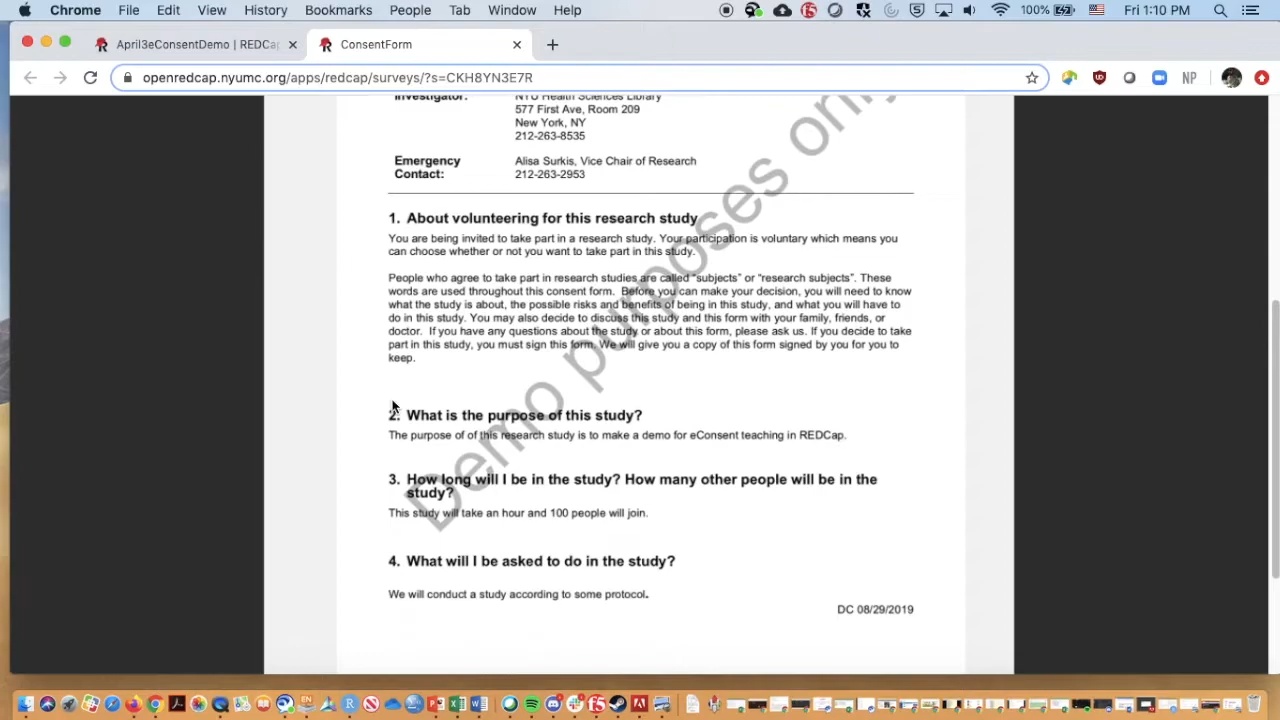 Chrome File Edit View History Bookmarks People Tab Window Help 100% Fri 1:10 PM
April3eConsentDemo | REDCa
ConsentForm
openredcap.nyumc.org/apps/redcap/surveys/?s=CKH8YN3E7R
NP
Investigator: NYU Health Sciences Library
577 First Ave, Room 209
New York, NY
212-263-8535
Emergency Alisa Surkis, Vice Chair of Research
Contact: 212-263-2953
1. About volunteering for this research study
You are being invited to take part in a research study. Your participation is voluntary which means you
can choose whether or not you want to take part in this study.
People who agree to take part in research studies are called “subjects” or “research subjects”. These
words are used throughout this consent form. Before you can make your decision, you will need to know
what the study is about, the possible risks and benefits of being in this study, and what you will have to
do in this study. You may also decide to discuss this study and this form with your family, friends, or
doctor. If you have any questions about the study or about this form, please ask us. If you decide to take
part in this study, you must sign this form. We will give you a copy of this form signed by you for you to
keep.
2. What is the purpose of this study?
The purpose of of this research study is to make a demo for eConsent teaching in REDCap.
3. How long will I be in the study? How many other people will be in the
study?
This study will take an hour and 100 people will join.
4. What will I be asked to do in the study?
We will conduct a study according to some protocol.
DC 08/29/2019
Demo purposes only